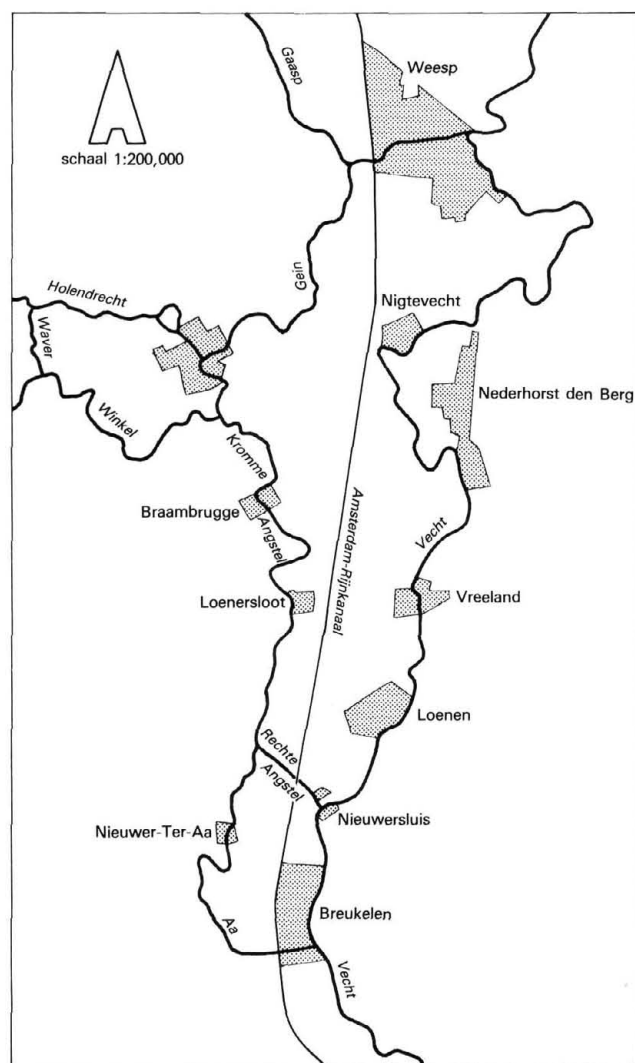 Gaasp
Weesp
schaal 1:200,000
Gein
Holendrecht
Waver
Nigtevecht
Nederhorst den Berg
Winkel
Kromme
Angstel
Braambrugge
Amsterdam-Rijnkanaal
Vecht
Loenersloot
Vreeland
Loenen
Rechte
Angstel
Nieuwersluis
Nieuwer-Ter-Aa
Breukelen
Aa
Vecht